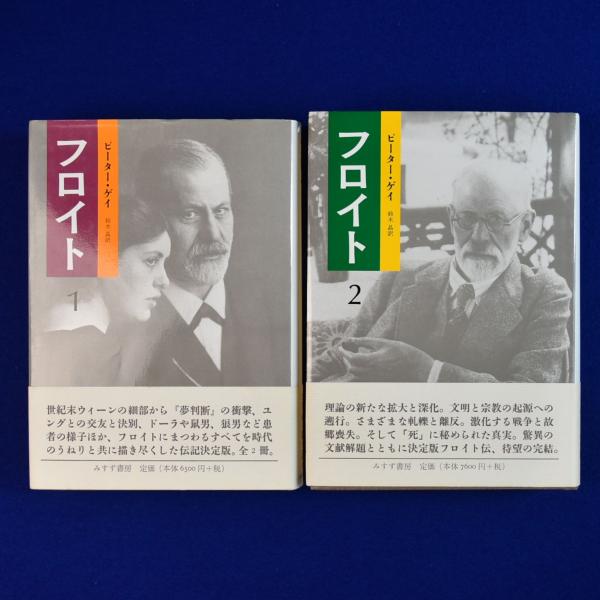 フロイト
1
ピーター・ゲイ
鈴木 晶訳
世紀末ウィーンの細部から『夢判断』の衝撃、ユ
ングとの交友と決別、ドーラや鼠男、狼男など患
者の様子ほか、フロイトにまつわるすべてを時代
のうねりと共に描き尽くした伝記決定版。全2冊。
みすず書房 定価(本体6500円+税)
フロイト
2
ピーター・ゲイ
鈴木 晶訳
理論の新たな拡大と深化。文明と宗教の起源への
遡行。さまざまな軋轢と離反。激化する戦争と故
郷喪失。そして「死」に秘められた真実。驚異の
文献解題とともに決定版フロイト伝、待望の完結。
みすず書房 定価(本体7600円+税)